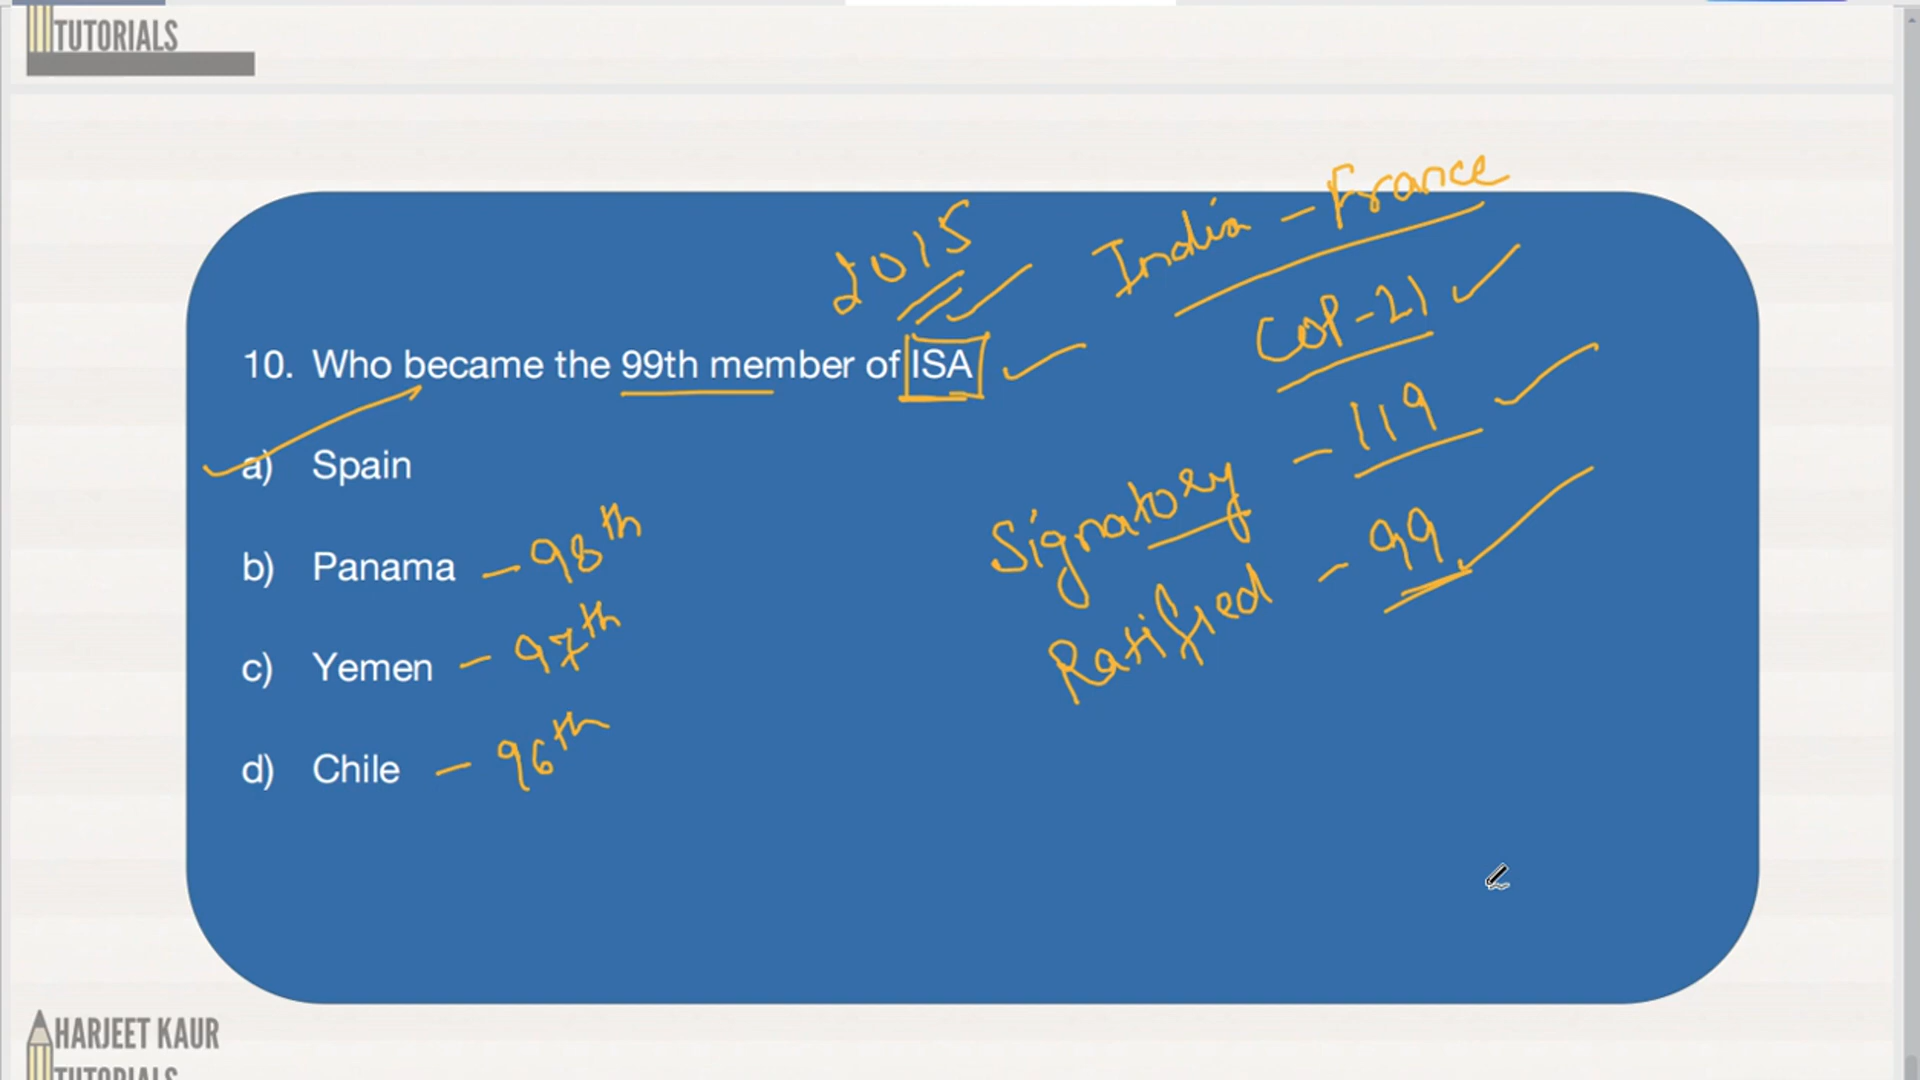 TUTORIALS
2015
India - France
COP-21
10. Who became the 99th member of ISA
a) Spain
Signatory - 119
b) Panama - 98th
Ratified - 99
c) Yemen - 97th
d) Chile - 96th
HARJEET KAUR
TUTORIALS